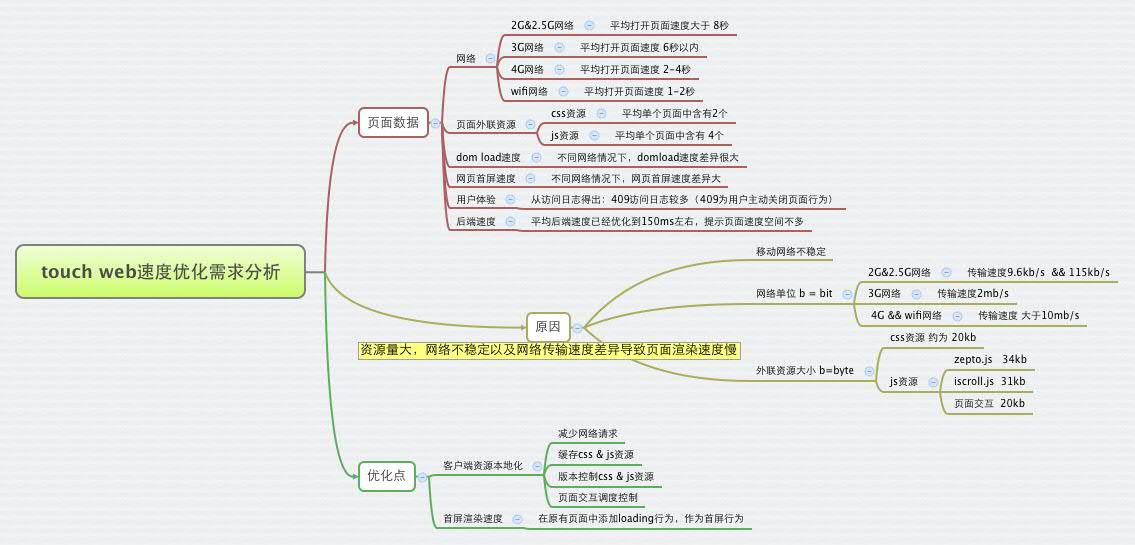 touch web速度优化需求分析
页面数据
网络
2G&2.5G网络 平均打开页面速度大于 8秒
3G网络 平均打开页面速度 6秒以内
4G网络 平均打开页面速度 2-4秒
wifi网络 平均打开页面速度 1-2秒
页面外联资源
css资源 平均单个页面中含有2个
js资源 平均单个页面中含有 4个
dom load速度 不同网络情况下，domload速度差异很大
网页首屏速度 不同网络情况下，网页首屏速度差异大
用户体验 从访问日志得出：409访问日志较多（409为用户主动关闭页面行为）
后端速度 平均后端速度已经优化到150ms左右，提示页面速度空间不多
原因
资源量大，网络不稳定以及网络传输速度差异导致页面渲染速度慢
移动网络不稳定
网络单位 b = bit
2G&2.5G网络 传输速度9.6kb/s && 115kb/s
3G网络 传输速度2mb/s
4G && wifi网络 传输速度 大于10mb/s
外联资源大小 b=byte
css资源 约为 20kb
js资源
zepto.js 34kb
iscroll.js 31kb
页面交互 20kb
优化点
客户端资源本地化
减少网络请求
缓存css & js资源
版本控制css & js资源
页面交互调度控制
首屏渲染速度 在原有页面中添加loading行为，作为首屏行为